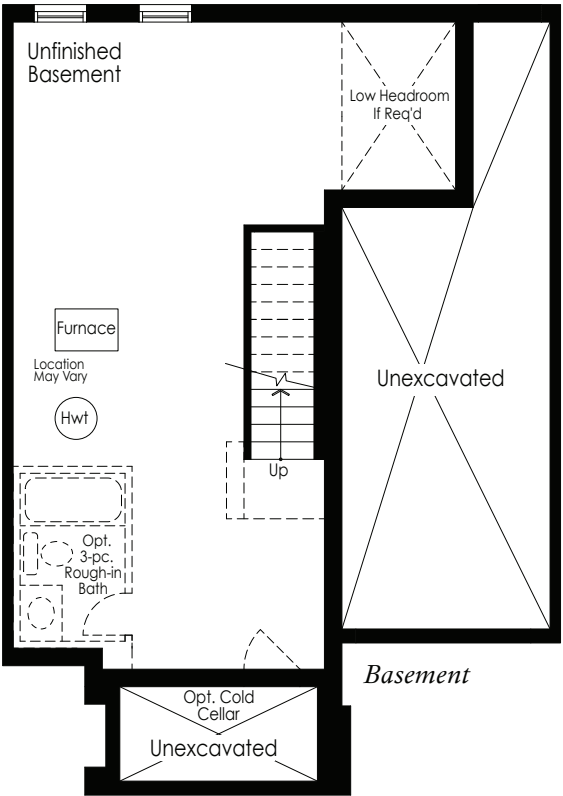 Unfinished
Basement
Low Headroom
If Req'd
Furnace
Location
May Vary
Hwt
Unexcavated
Up
Opt.
3-pc.
Rough-in
Bath
Basement
Opt. Cold
Cellar
Unexcavated